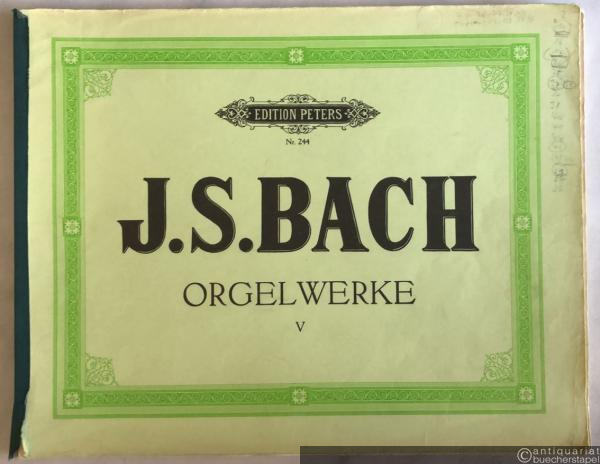 EDITION PETERS
Nr. 244
J.S.BACH
ORGELWERKE
V
antiquariat
buecherstapel